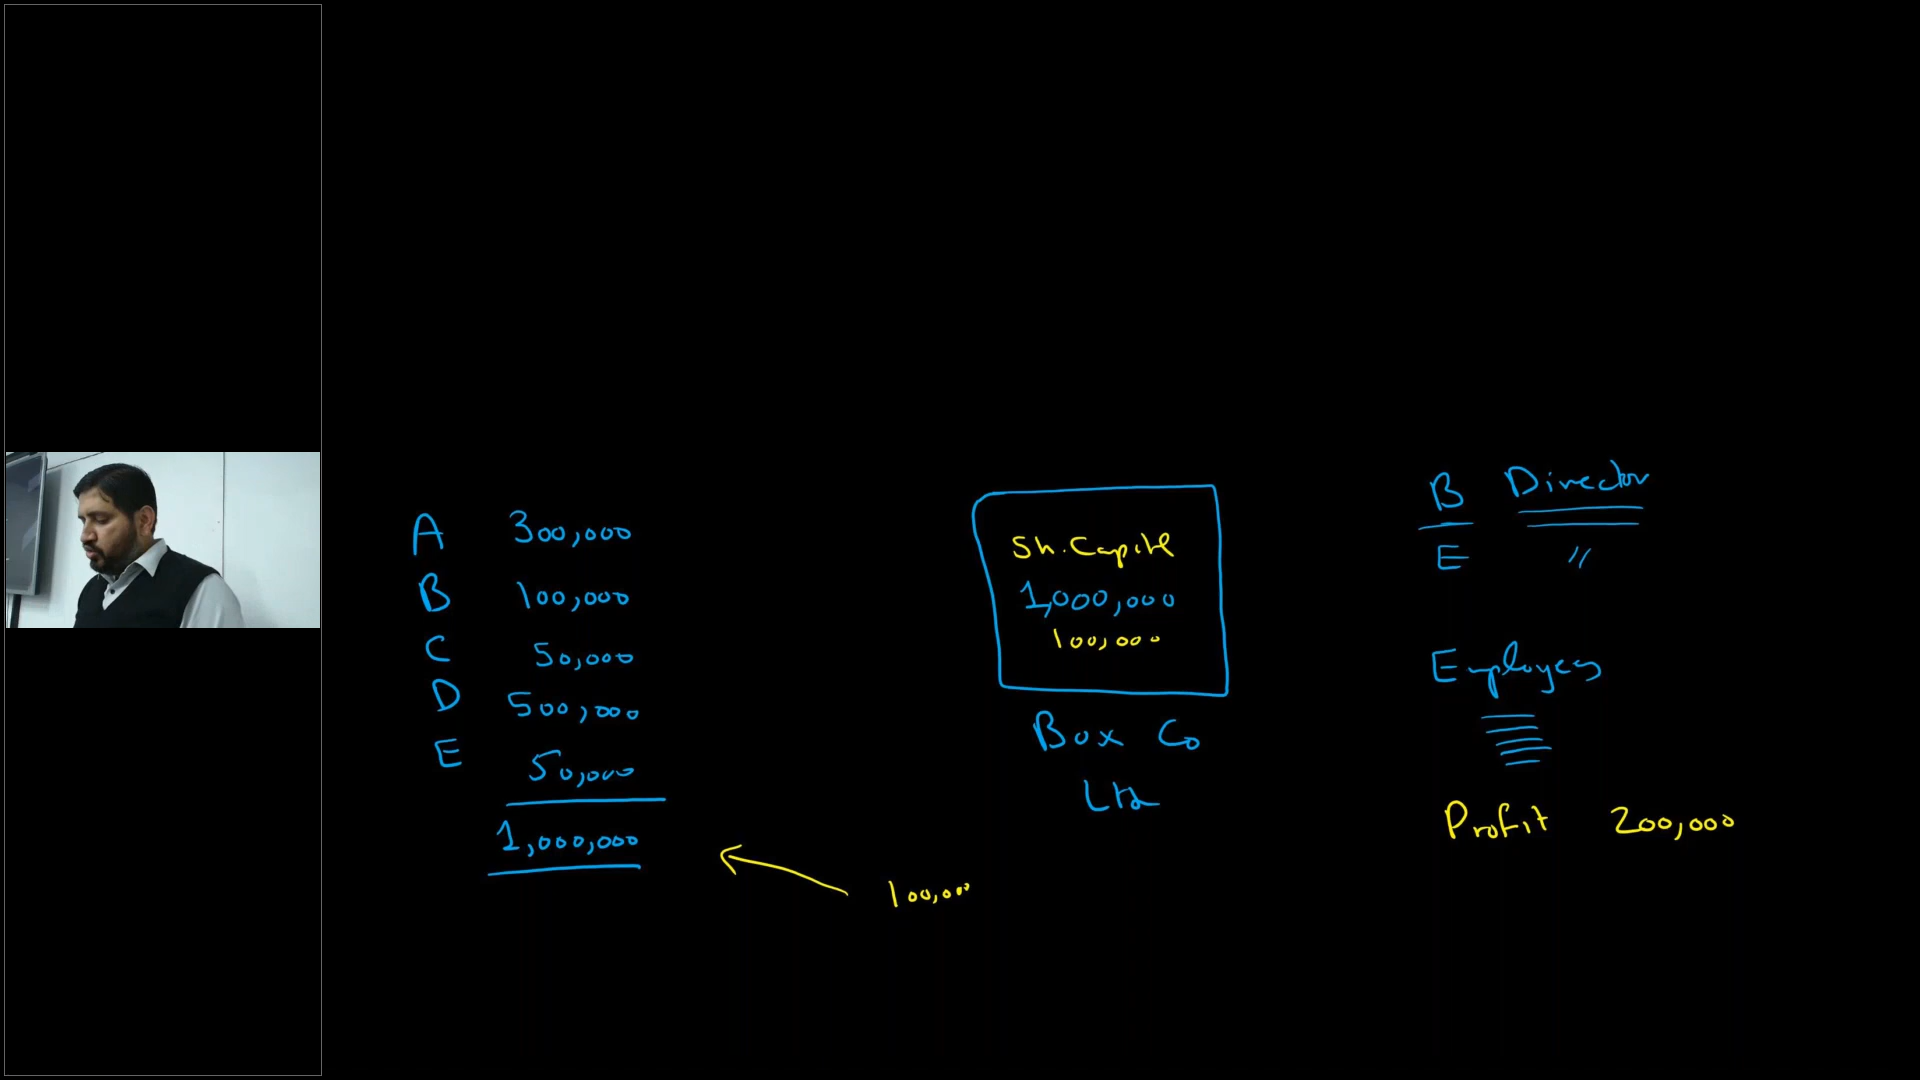 A 300,000
B 100,000
C 50,000
D 500,000
E 50,000
1,000,000
100,000
Sh. Capital
1,000,000
100,000
Box Co
Ltd
B Director
E "
Employees
Profit 200,000